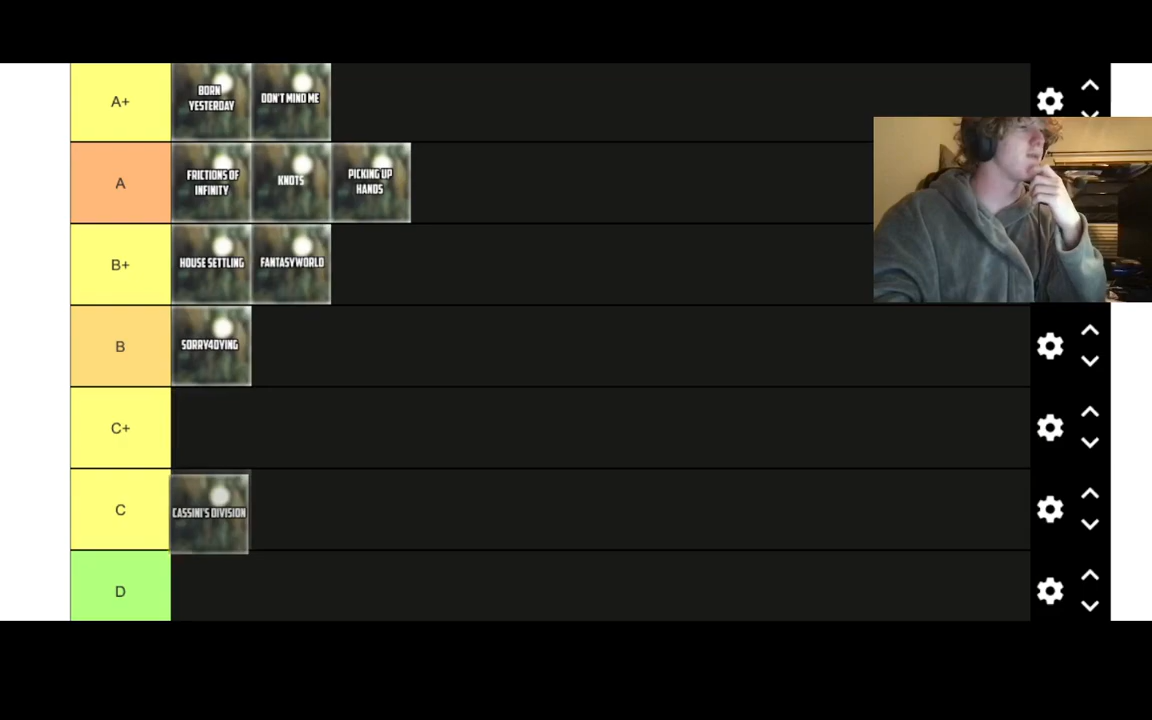 A+
BORN
YESTERDAY
DON'T MIND ME
A
FRICTIONS OF
INFINITY
KNOTS
PICKING UP
HANDS
B+
HOUSE SETTLING
FANTASYWORLD
B
SORRY4DYING
C+
C
CASSINI'S DIVISION
D